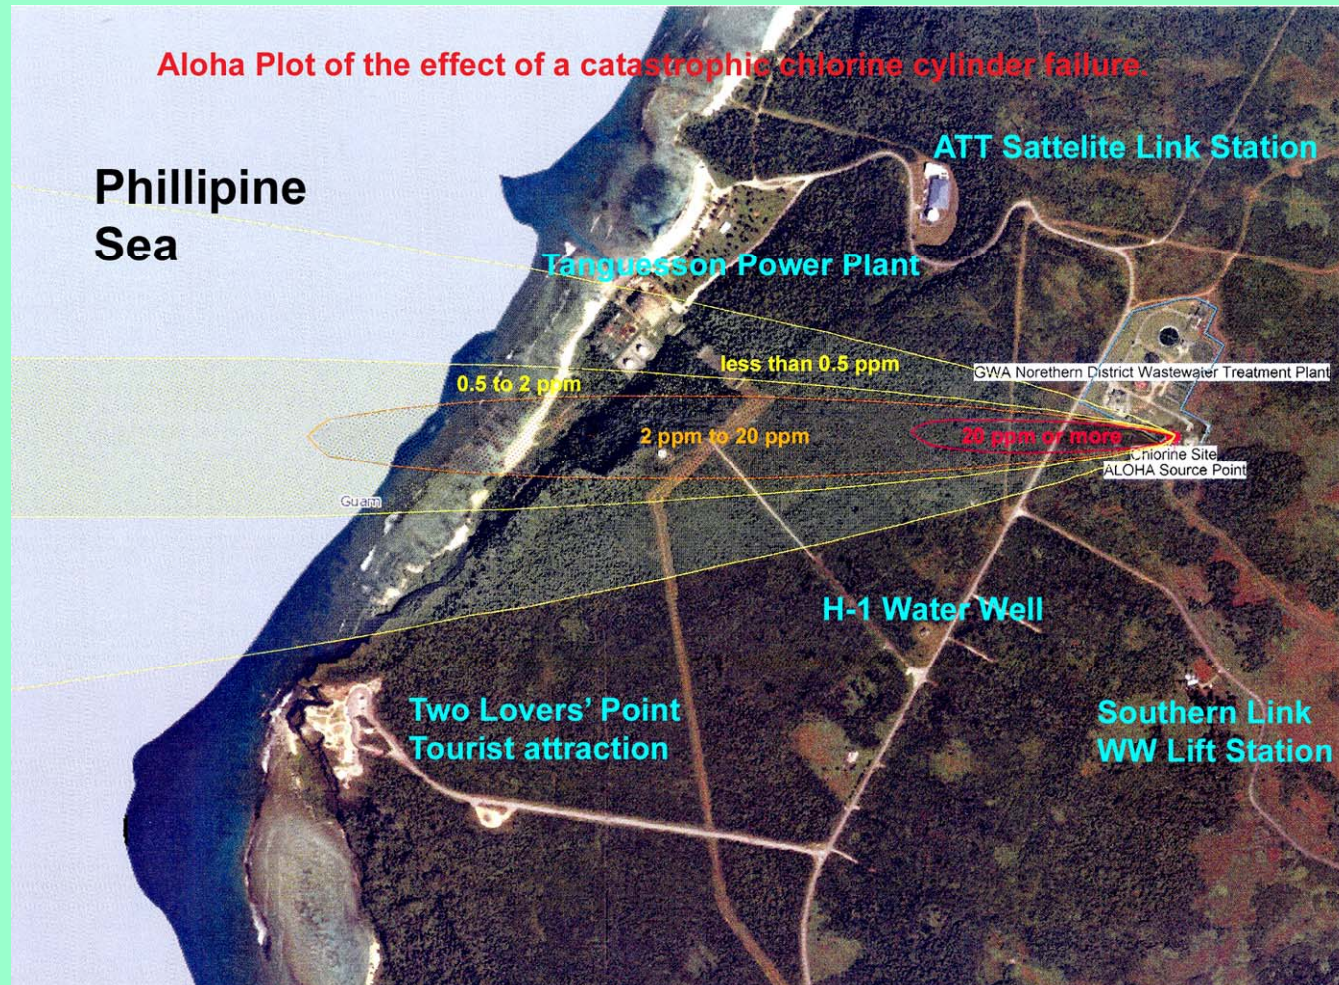 Aloha Plot of the effect of a catastrophic chlorine cylinder failure.
ATT Sattelite Link Station
Phillipine
Sea
Tanguesson Power Plant
less than 0.5 ppm
GWA Norethern District Wastewater Treatment Plant
0.5 to 2 ppm
2 ppm to 20 ppm
20 ppm or more
Chlorine Site
ALOHA Source Point
Guam
H-1 Water Well
Two Lovers' Point
Tourist attraction
Southern Link
WW Lift Station